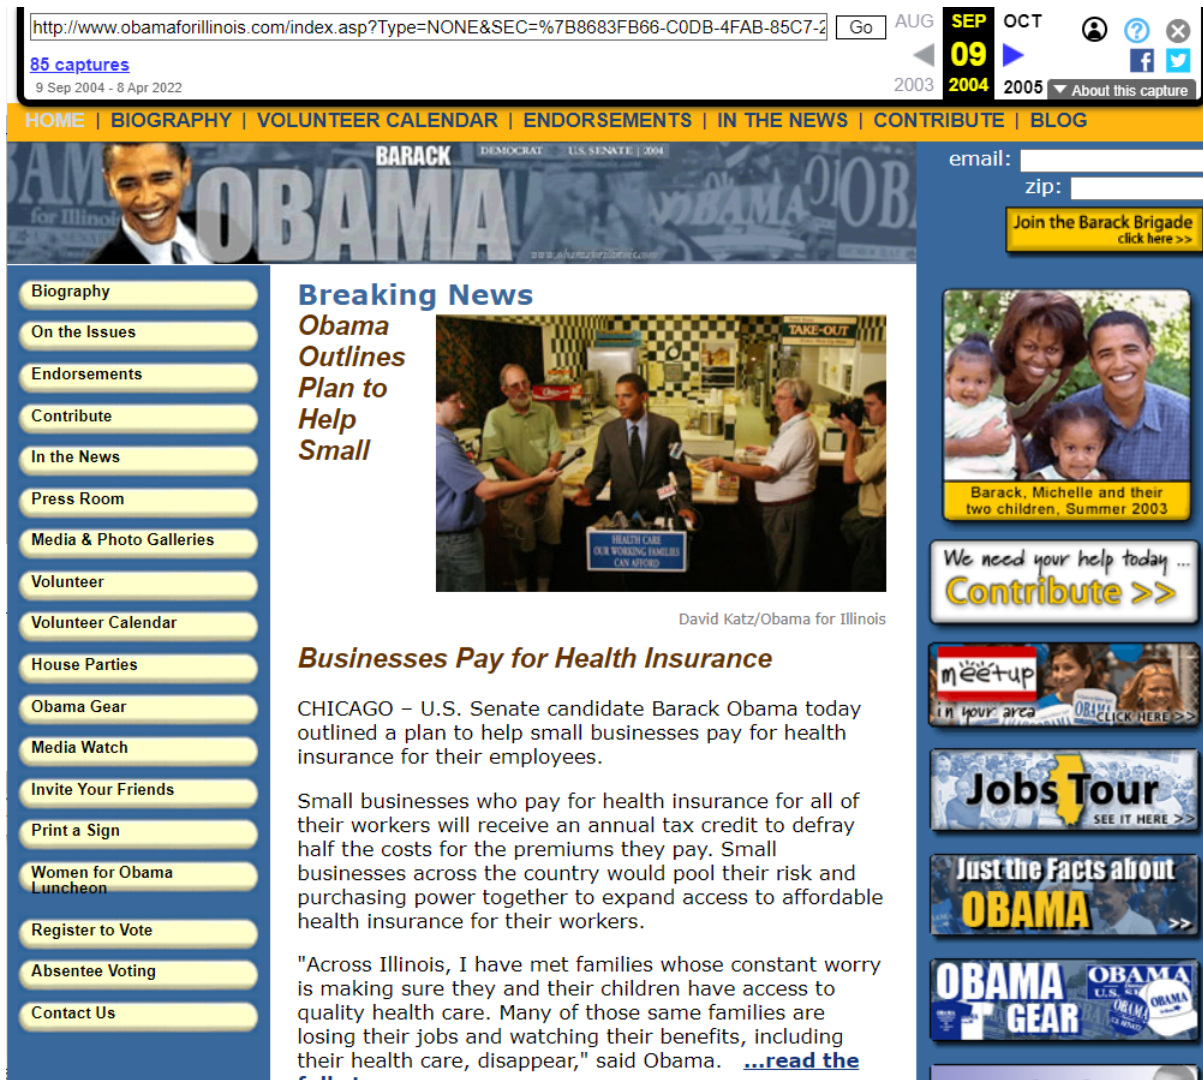 http://www.obamaforillinois.com/index.asp?Type=NONE&SEC=%7B8683FB66-C0DB-4FAB-85C7-2
Go
AUG SEP OCT
09
2003 2004 2005
85 captures
9 Sep 2004 - 8 Apr 2022
About this capture
HOME | BIOGRAPHY | VOLUNTEER CALENDAR | ENDORSEMENTS | IN THE NEWS | CONTRIBUTE | BLOG
BARACK
DEMOCRAT U.S. SENATE | 2004
OBAMA
for Illinois
www.obamaforillinois.com
email:
zip:
Join the Barack Brigade
click here >>
Biography
On the Issues
Endorsements
Contribute
In the News
Press Room
Media & Photo Galleries
Volunteer
Volunteer Calendar
House Parties
Obama Gear
Media Watch
Invite Your Friends
Print a Sign
Women for Obama
Luncheon
Register to Vote
Absentee Voting
Contact Us
Breaking News
Obama
Outlines
Plan to
Help
Small
TAKE-OUT
HEALTH CARE
OUR WORKING FAMILIES
CAN AFFORD
David Katz/Obama for Illinois
Businesses Pay for Health Insurance
CHICAGO – U.S. Senate candidate Barack Obama today
outlined a plan to help small businesses pay for health
insurance for their employees.
Small businesses who pay for health insurance for all of
their workers will receive an annual tax credit to defray
half the costs for the premiums they pay. Small
businesses across the country would pool their risk and
purchasing power together to expand access to affordable
health insurance for their workers.
"Across Illinois, I have met families whose constant worry
is making sure they and their children have access to
quality health care. Many of those same families are
losing their jobs and watching their benefits, including
their health care, disappear," said Obama. ...read the
Barack, Michelle and their
two children, Summer 2003
We need your help today ...
Contribute >>
meetup
in your area
CLICK HERE >>
Jobs Tour
SEE IT HERE >>
Just the Facts about
OBAMA
>>
OBAMA
GEAR
OBAMA